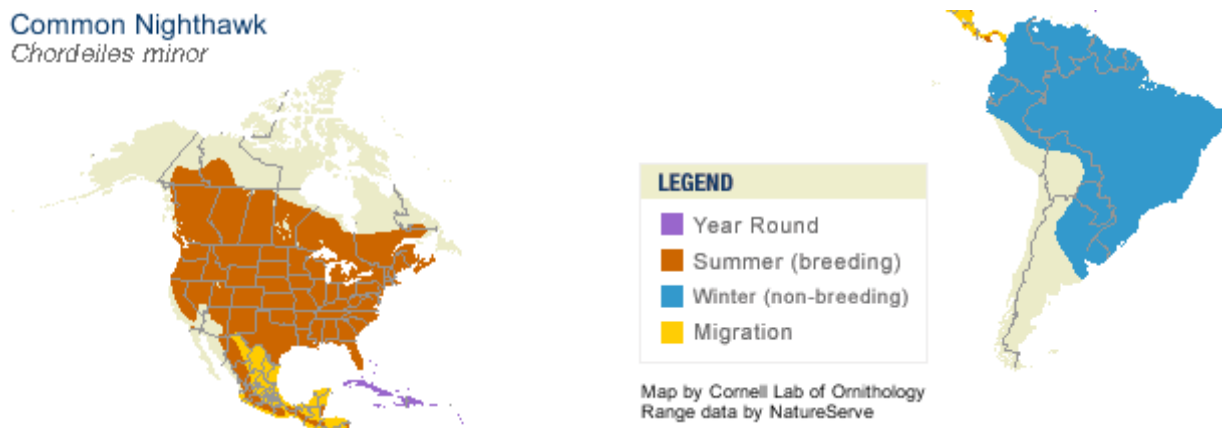 Common Nighthawk
Chordeiles minor
LEGEND
Year Round
Summer (breeding)
Winter (non-breeding)
Migration
Map by Cornell Lab of Ornithology
Range data by NatureServe